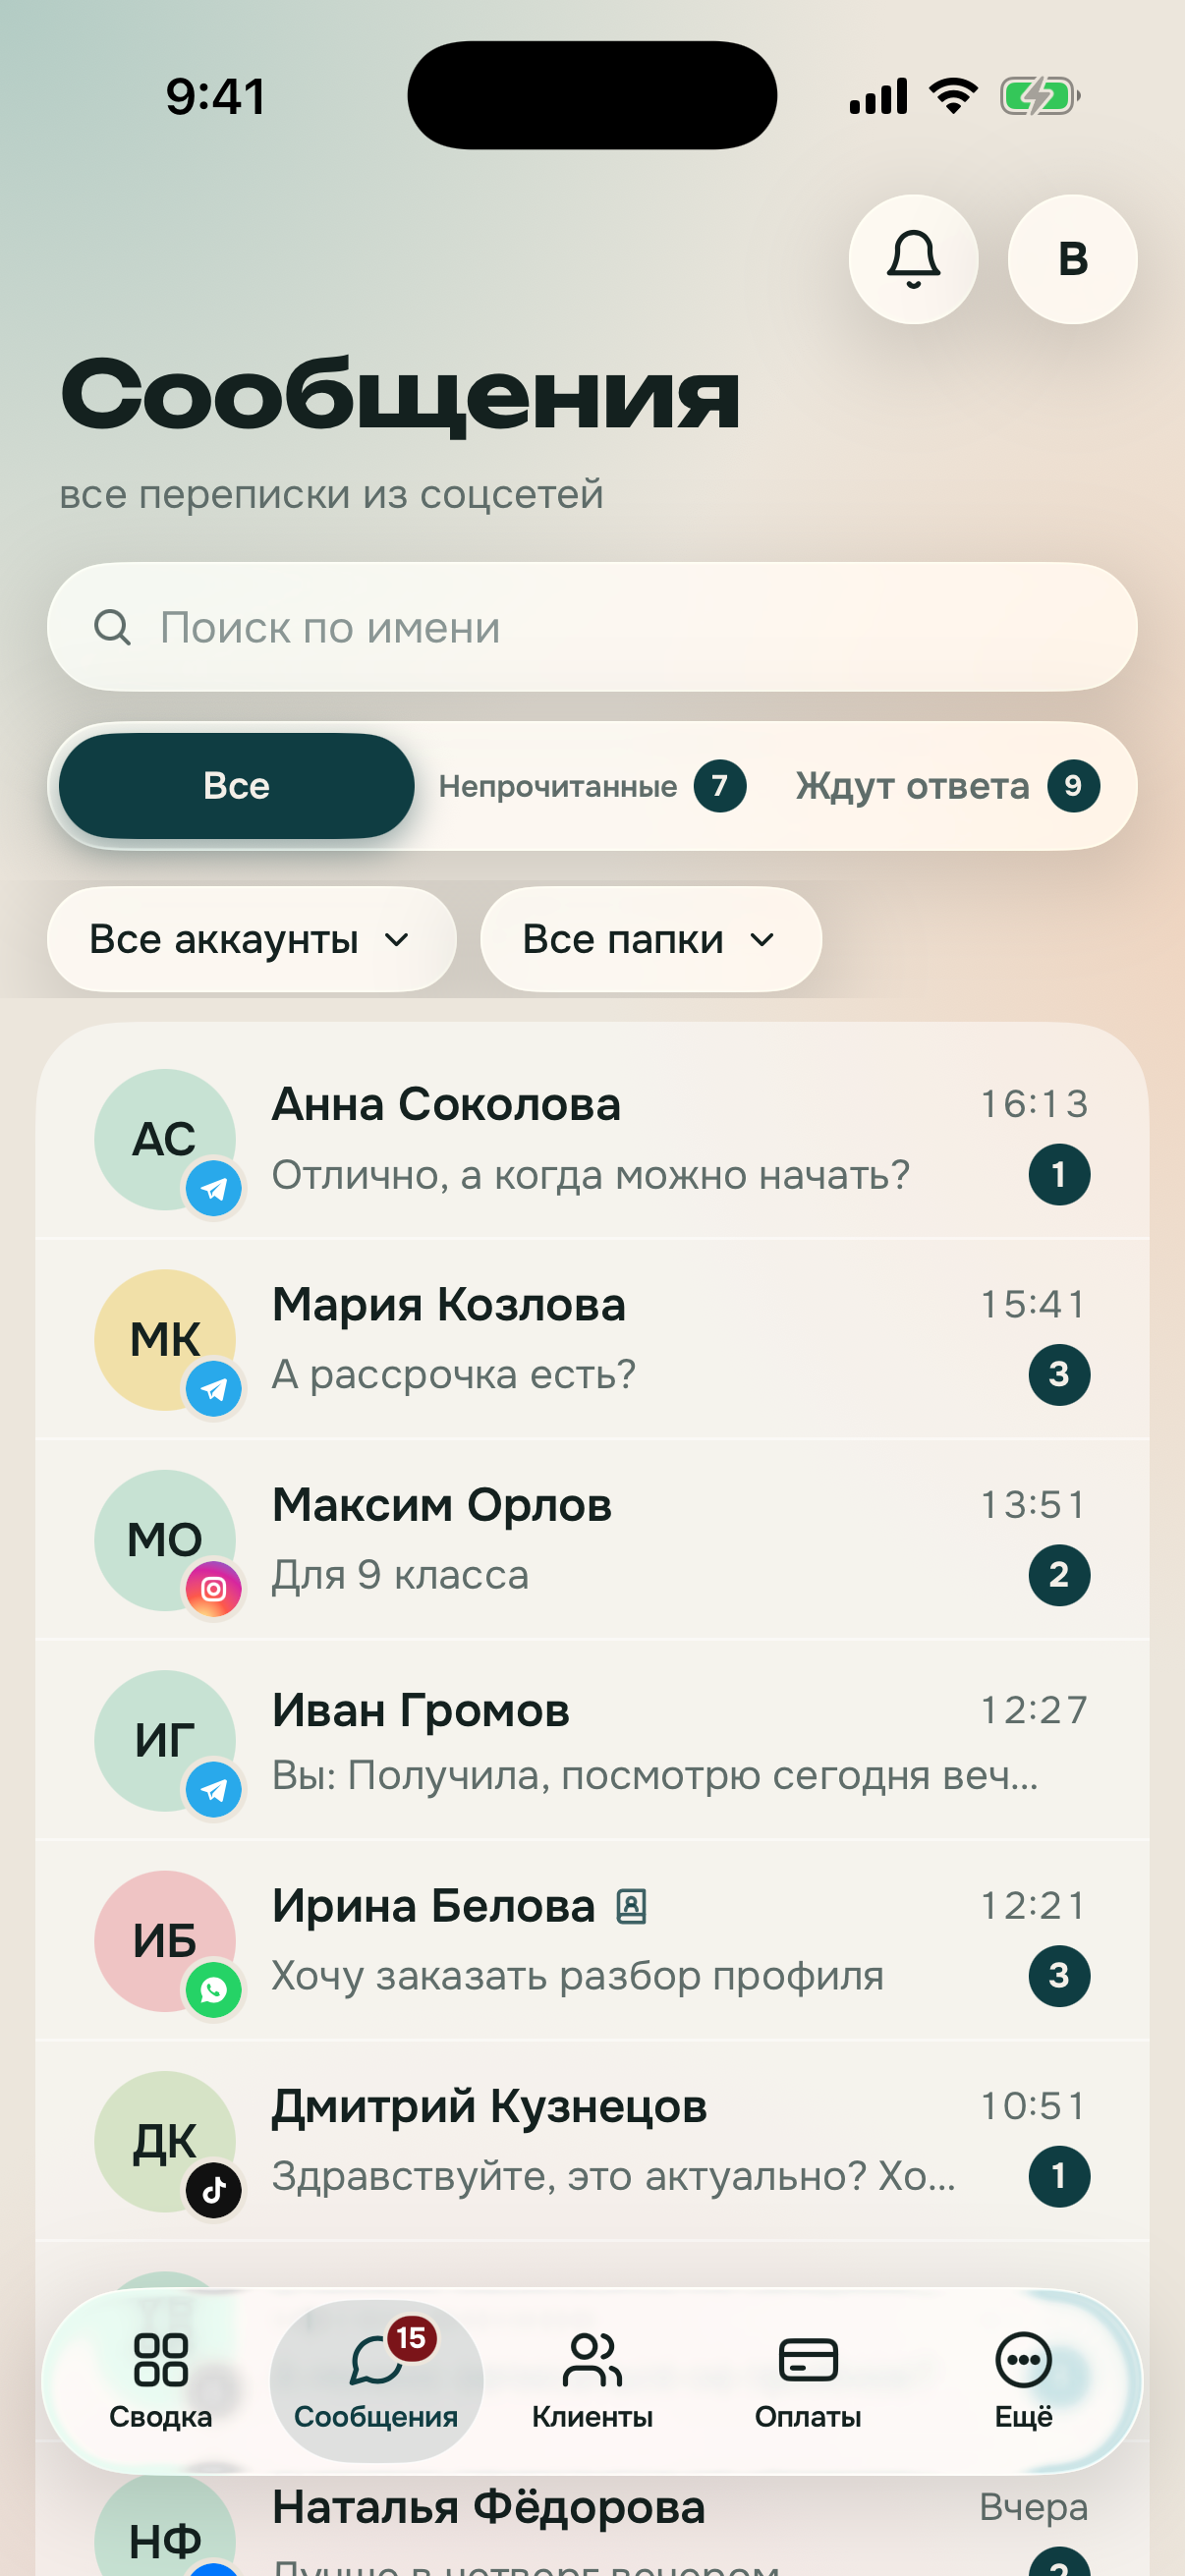 9:41
В
Сообщения
все переписки из соцсетей
Поиск по имени
Все
Непрочитанные 7
Ждут ответа 9
Все аккаунты
Все папки
АС
Анна Соколова
16:13
Отлично, а когда можно начать?
1
МК
Мария Козлова
15:41
А рассрочка есть?
3
МО
Максим Орлов
13:51
Для 9 класса
2
ИГ
Иван Громов
12:27
Вы: Получила, посмотрю сегодня веч...
ИБ
Ирина Белова
12:21
Хочу заказать разбор профиля
3
ДК
Дмитрий Кузнецов
10:51
Здравствуйте, это актуально? Хо...
1
Сводка
15
Сообщения
Клиенты
Оплаты
Ещё
НФ
Наталья Фёдорова
Вчера
Лучше в четверг вечером
2